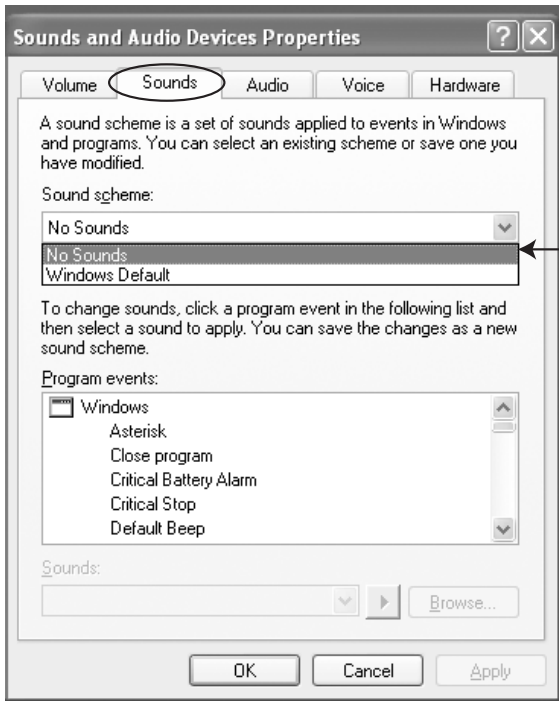 Sounds and Audio Devices Properties
Volume Sounds Audio Voice Hardware
A sound scheme is a set of sounds applied to events in Windows
and programs. You can select an existing scheme or save one you
have modified.
Sound scheme:
No Sounds
No Sounds
Windows Default
To change sounds, click a program event in the following list and
then select a sound to apply. You can save the changes as a new
sound scheme.
Program events:
Windows
Asterisk
Close program
Critical Battery Alarm
Critical Stop
Default Beep
Sounds:
Browse...
OK Cancel Apply